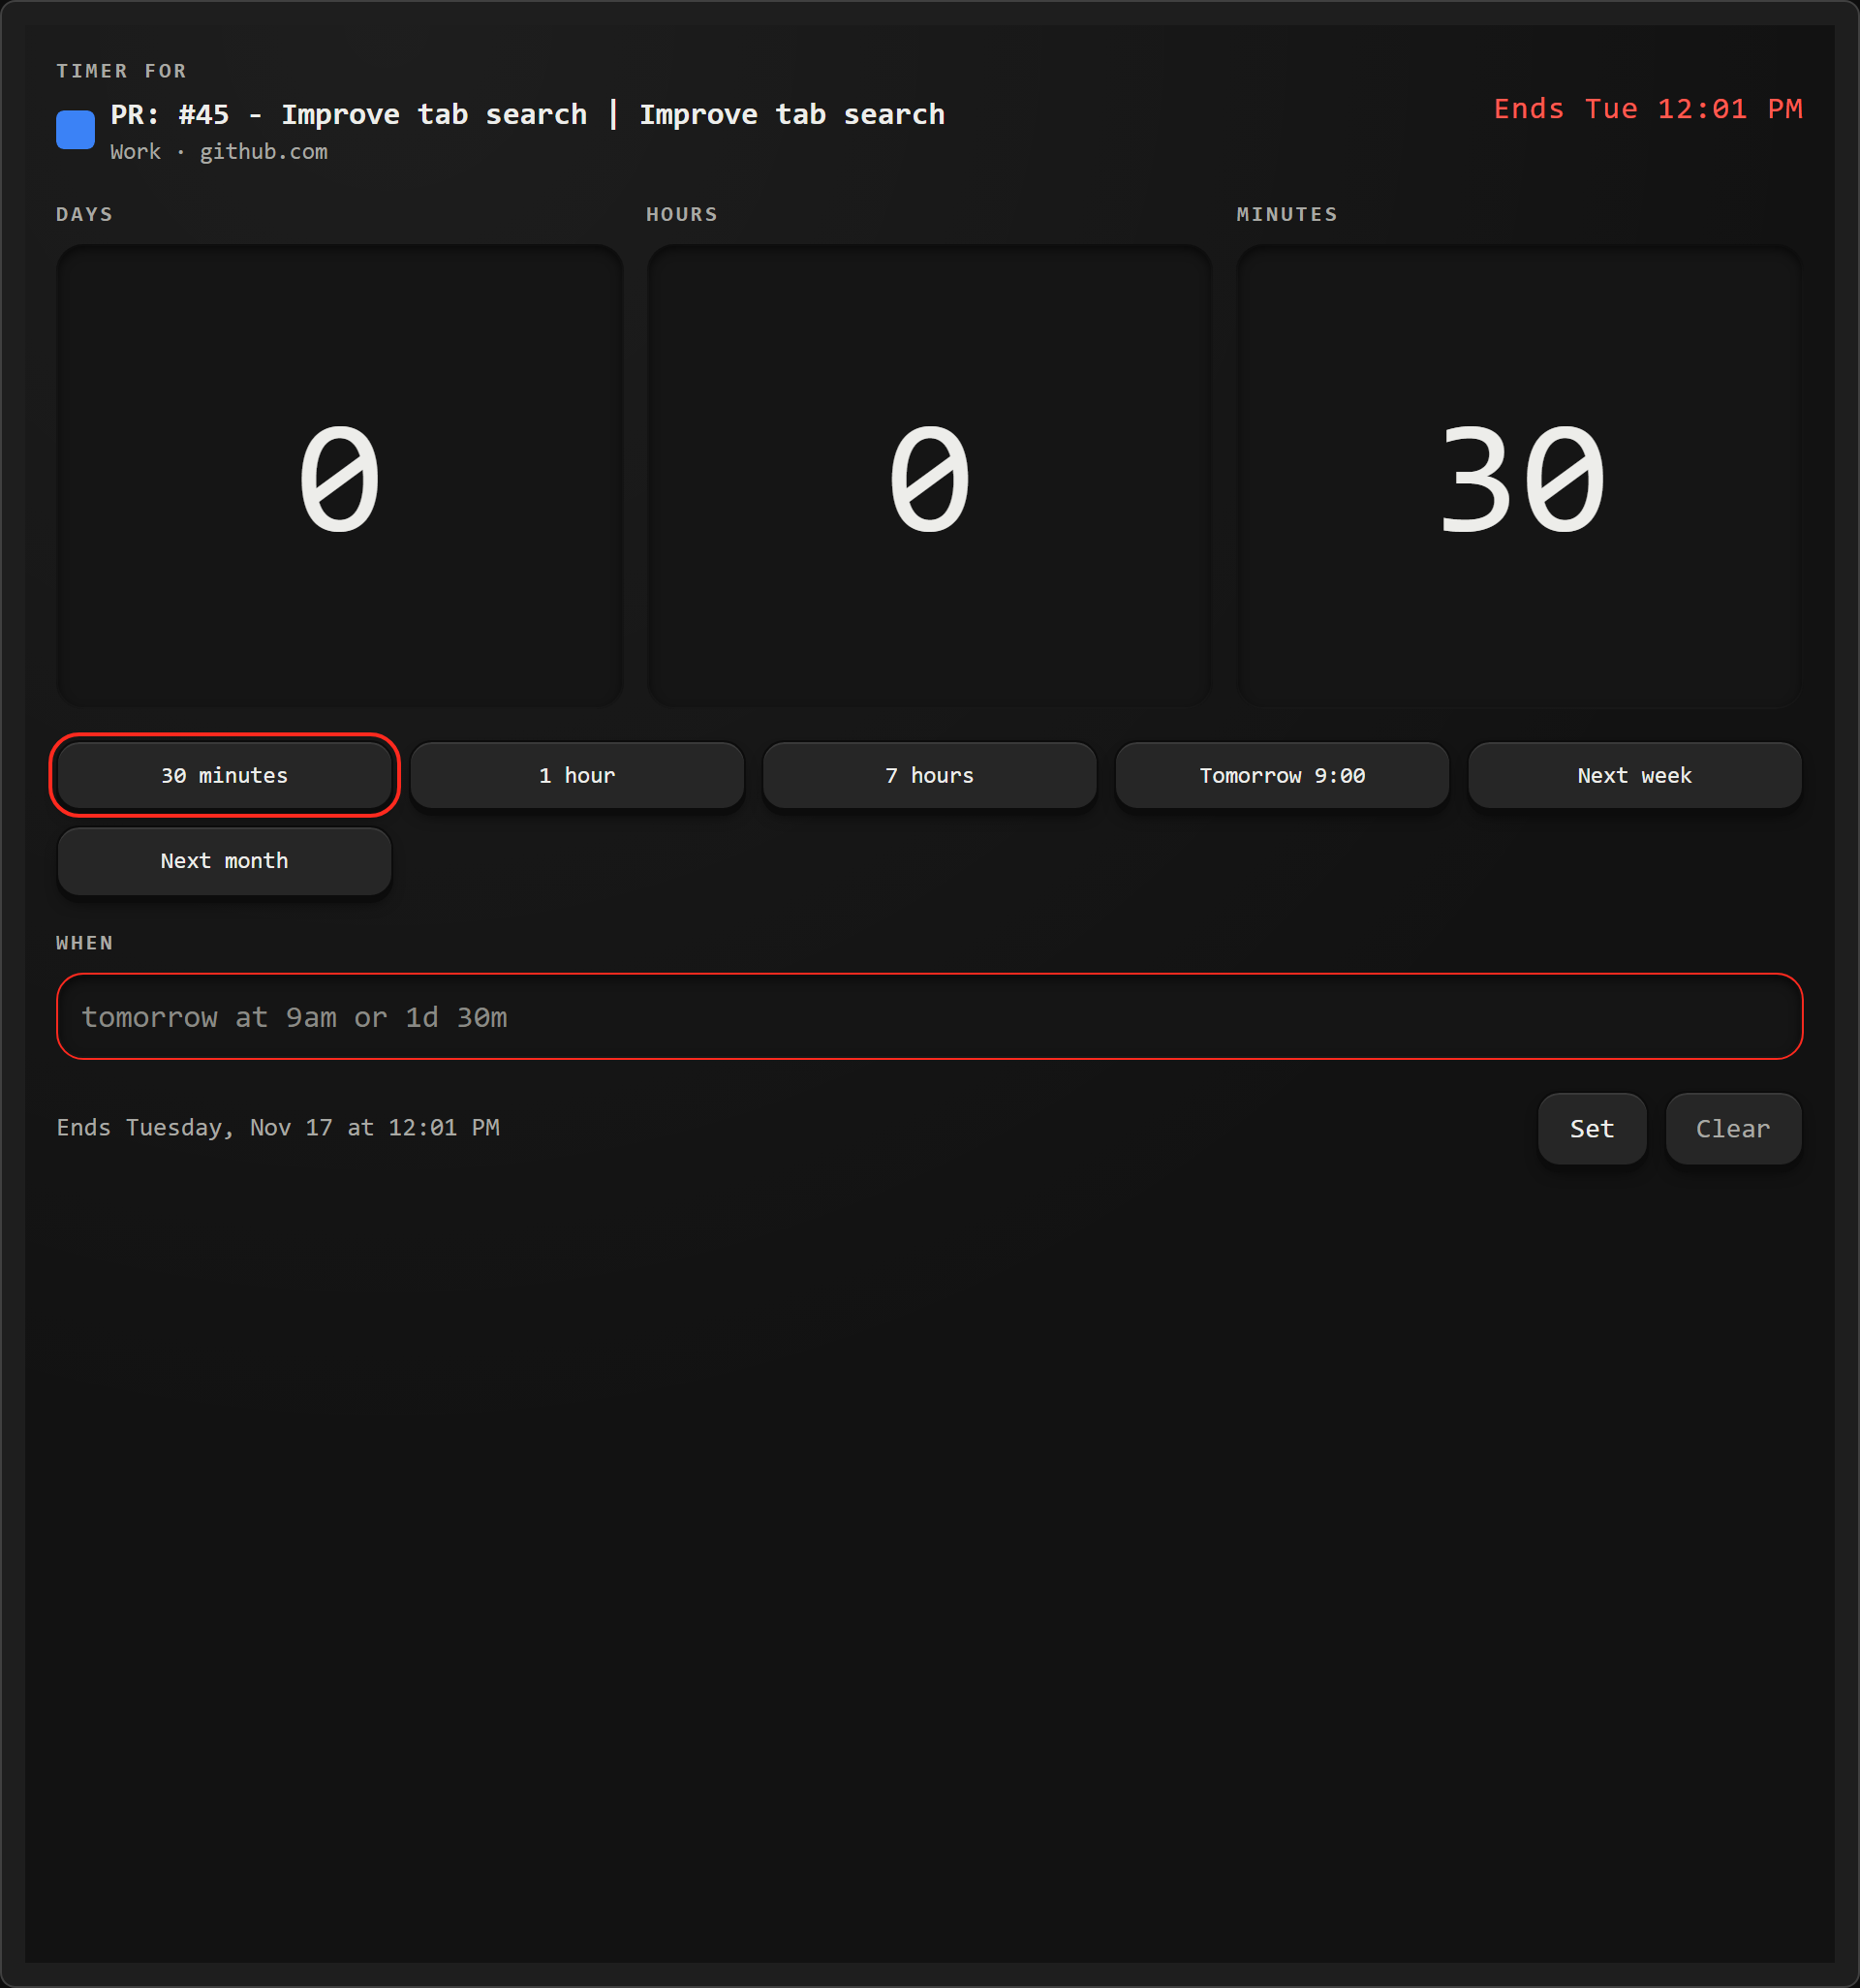 TIMER FOR
PR: #45 - Improve tab search | Improve tab search
Work · github.com
Ends Tue 12:01 PM
DAYS
HOURS
MINUTES
0
0
30
30 minutes
1 hour
7 hours
Tomorrow 9:00
Next week
Next month
WHEN
tomorrow at 9am or 1d 30m
Ends Tuesday, Nov 17 at 12:01 PM
Set
Clear